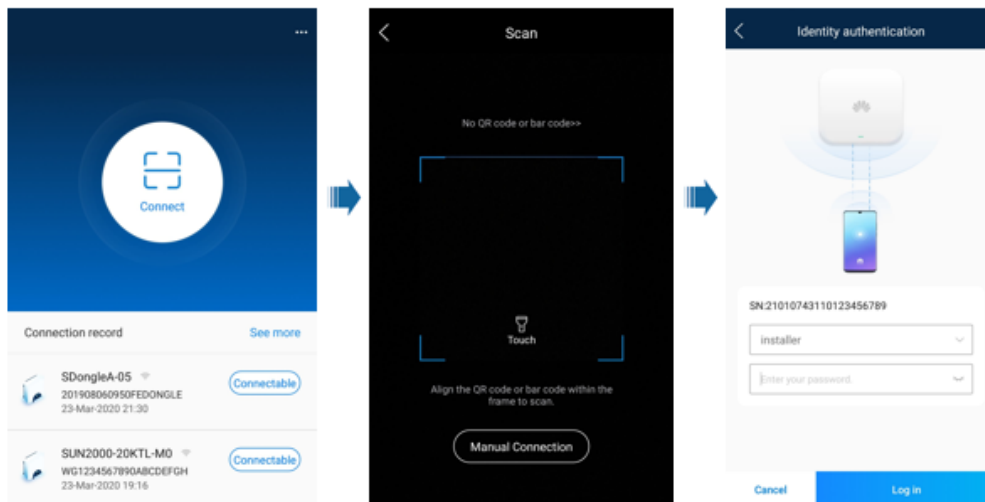 Connect
Connection record
See more
SDongleA-05
201908060950FEDONGLE
23-Mar-2020 21:30
Connectable
SUN2000-20KTL-M0
WG1234567890ABCDEFGH
23-Mar-2020 19:16
Connectable
Scan
No QR code or bar code>>
Touch
Align the QR code or bar code within the
frame to scan.
Manual Connection
Identity authentication
SN:21010743110123456789
installer
Enter your password.
Cancel
Log in